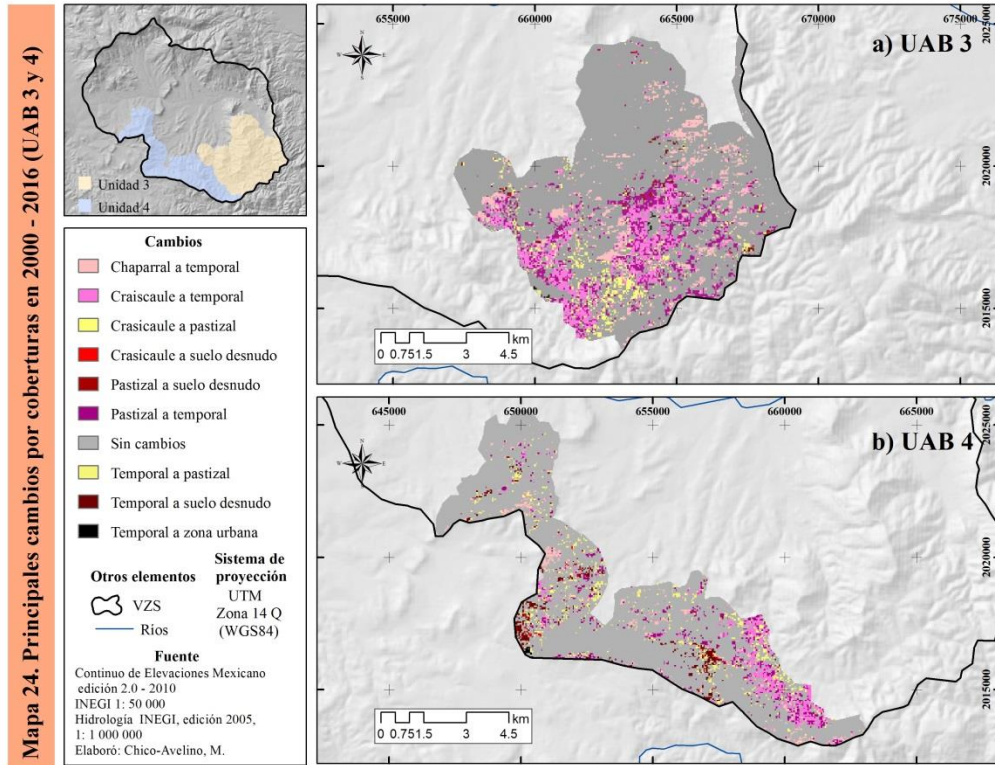 Mapa 24. Principales cambios por coberturas en 2000 - 2016 (UAB 3 y 4)
Unidad 3
Unidad 4
Cambios
Chaparral a temporal
Craiscaule a temporal
Crasicaule a pastizal
Crasicaule a suelo desnudo
Pastizal a suelo desnudo
Pastizal a temporal
Sin cambios
Temporal a pastizal
Temporal a suelo desnudo
Temporal a zona urbana
Otros elementos
VZS
Ríos
Sistema de
proyección
UTM
Zona 14 Q
(WGS84)
Fuente
Continuo de Elevaciones Mexicano
edición 2.0 - 2010
INEGI 1: 50 000
Hidrología INEGI, edición 2005,
1: 1 000 000
Elaboró: Chico-Avelino, M.
655000 660000 665000 670000 675000
a) UAB 3
N
W E
S
2025000
2020000
2015000
km
0 0.751.5 3 4.5
645000 650000 655000 660000 665000
b) UAB 4
N
W E
S
2025000
2020000
2015000
km
0 0.751.5 3 4.5